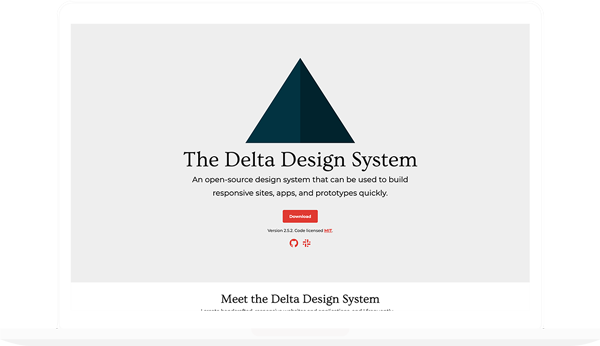 The Delta Design System
An open-source design system that can be used to build
responsive sites, apps, and prototypes quickly.
Download
Version 2.5.2. Code licensed MIT.
Meet the Delta Design System